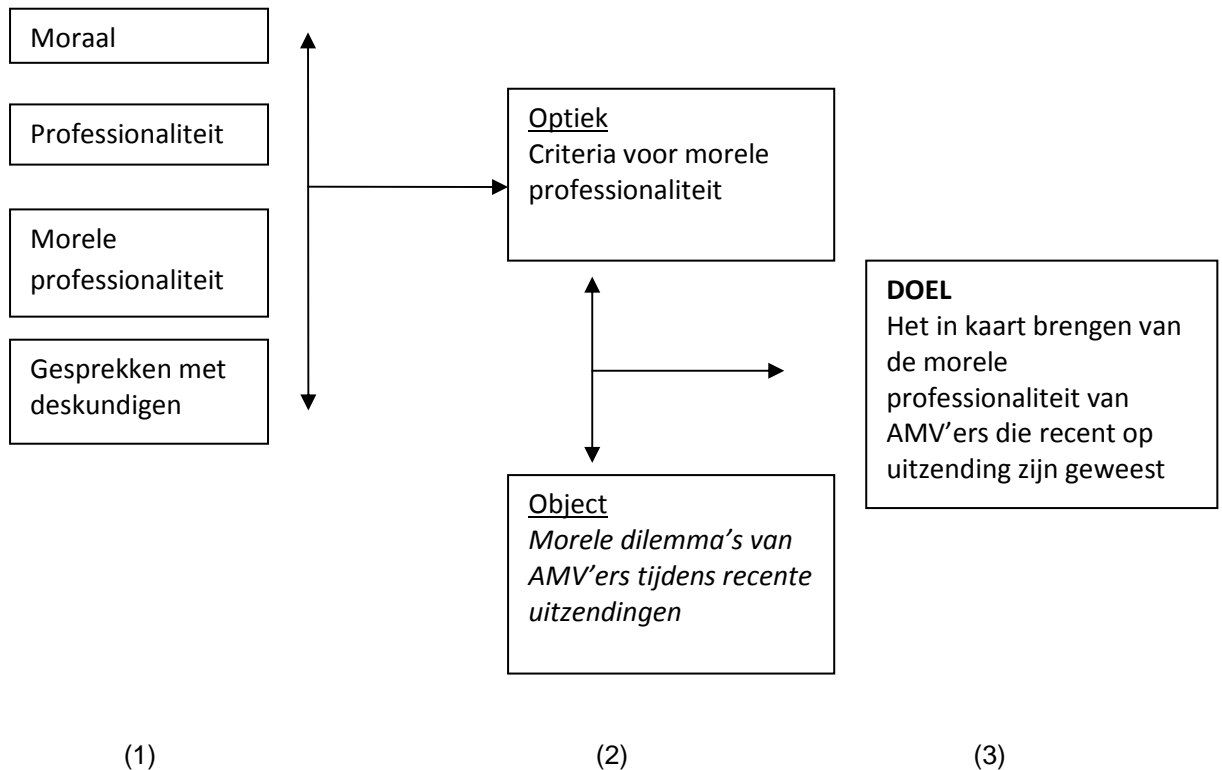 Moraal
Professionaliteit
Morele
professionaliteit
Gesprekken met
deskundigen
Optiek
Criteria voor morele
professionaliteit
Object
Morele dilemma’s van
AMV’ers tijdens recente
uitzendingen
DOEL
Het in kaart brengen van
de morele
professionaliteit van
AMV’ers die recent op
uitzending zijn geweest
(1)
(2)
(3)